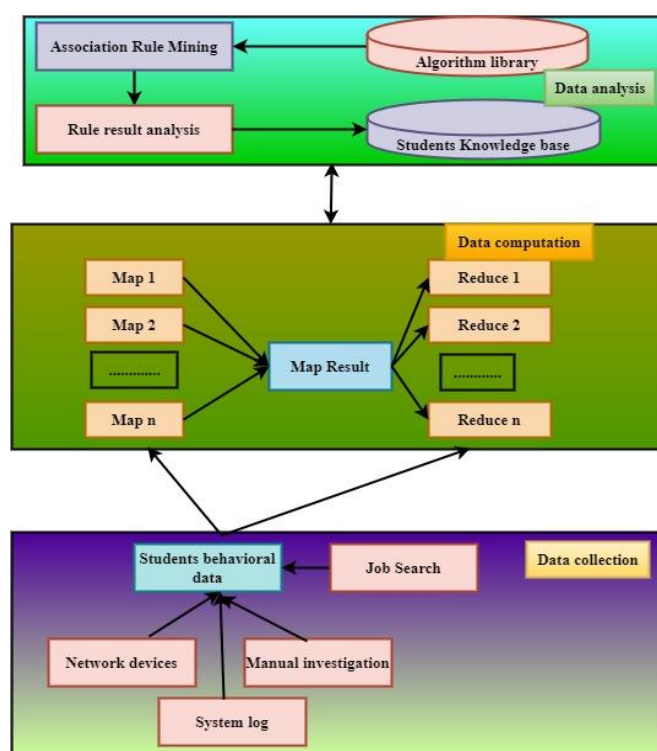 Association Rule Mining
Algorithm library
Data analysis
Rule result analysis
Students Knowledge base
Data computation
Map 1
Reduce 1
Map 2
Reduce 2
Map Result
.............
............
Map n
Reduce n
Students behavioral
data
Job Search
Data collection
Network devices
Manual investigation
System log